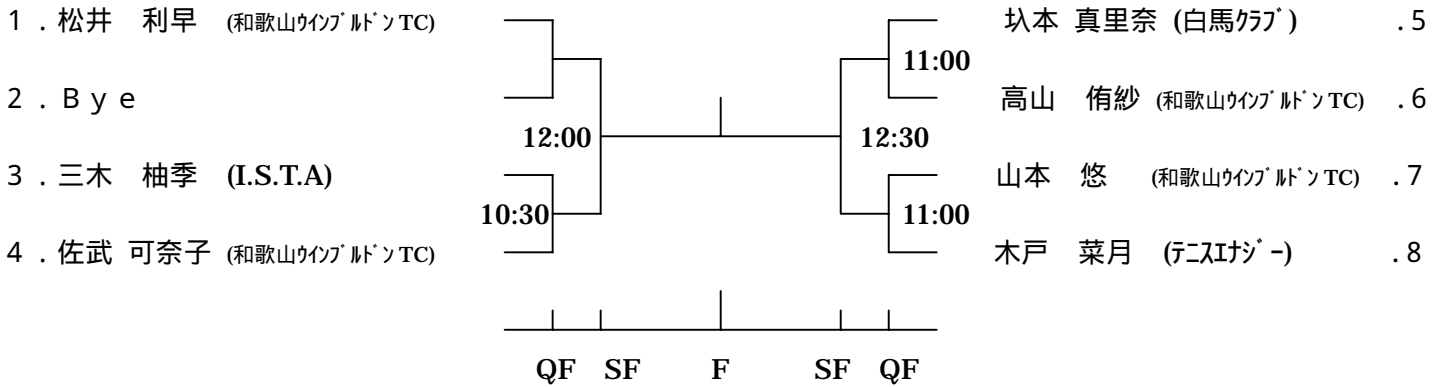 1．松井　利早　(和歌山ｳｲﾝﾌﾞﾙﾄﾞﾝTC)
2．Ｂｙｅ
3．三木　柚季　(I.S.T.A)
4．佐武 可奈子 (和歌山ｳｲﾝﾌﾞﾙﾄﾞﾝTC)
12:00
10:30
圦本 真里奈 (白馬ｸﾗﾌﾞ)　．5
高山　侑紗 (和歌山ｳｲﾝﾌﾞﾙﾄﾞﾝTC)　．6
山本　悠　(和歌山ｳｲﾝﾌﾞﾙﾄﾞﾝTC)　．7
木戸　菜月　(ﾃﾆｽｴﾅｼﾞｰ)　．8
11:00
12:30
11:00
QF SF F SF QF